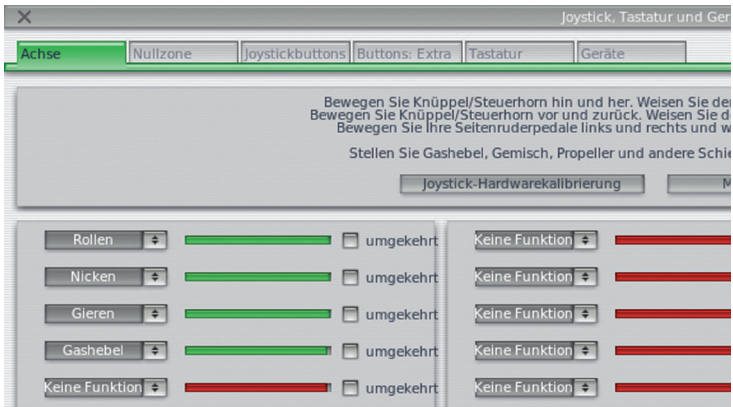 Joystick, Tastatur und Ger
Achse Nullzone Joystickbuttons Buttons: Extra Tastatur Geräte
Bewegen Sie Knüppel/Steuerhorn hin und her. Weisen Sie der
Bewegen Sie Knüppel/Steuerhorn vor und zurück. Weisen Sie d
Bewegen Sie Ihre Seitenruderpedale links und rechts und w
Stellen Sie Gashebel, Gemisch, Propeller und andere Schie
Joystick-Hardwarekalibrierung M
Rollen umgekehrt Keine Funktion
Nicken umgekehrt Keine Funktion
Gieren umgekehrt Keine Funktion
Gashebel umgekehrt Keine Funktion
Keine Funktion umgekehrt Keine Funktion